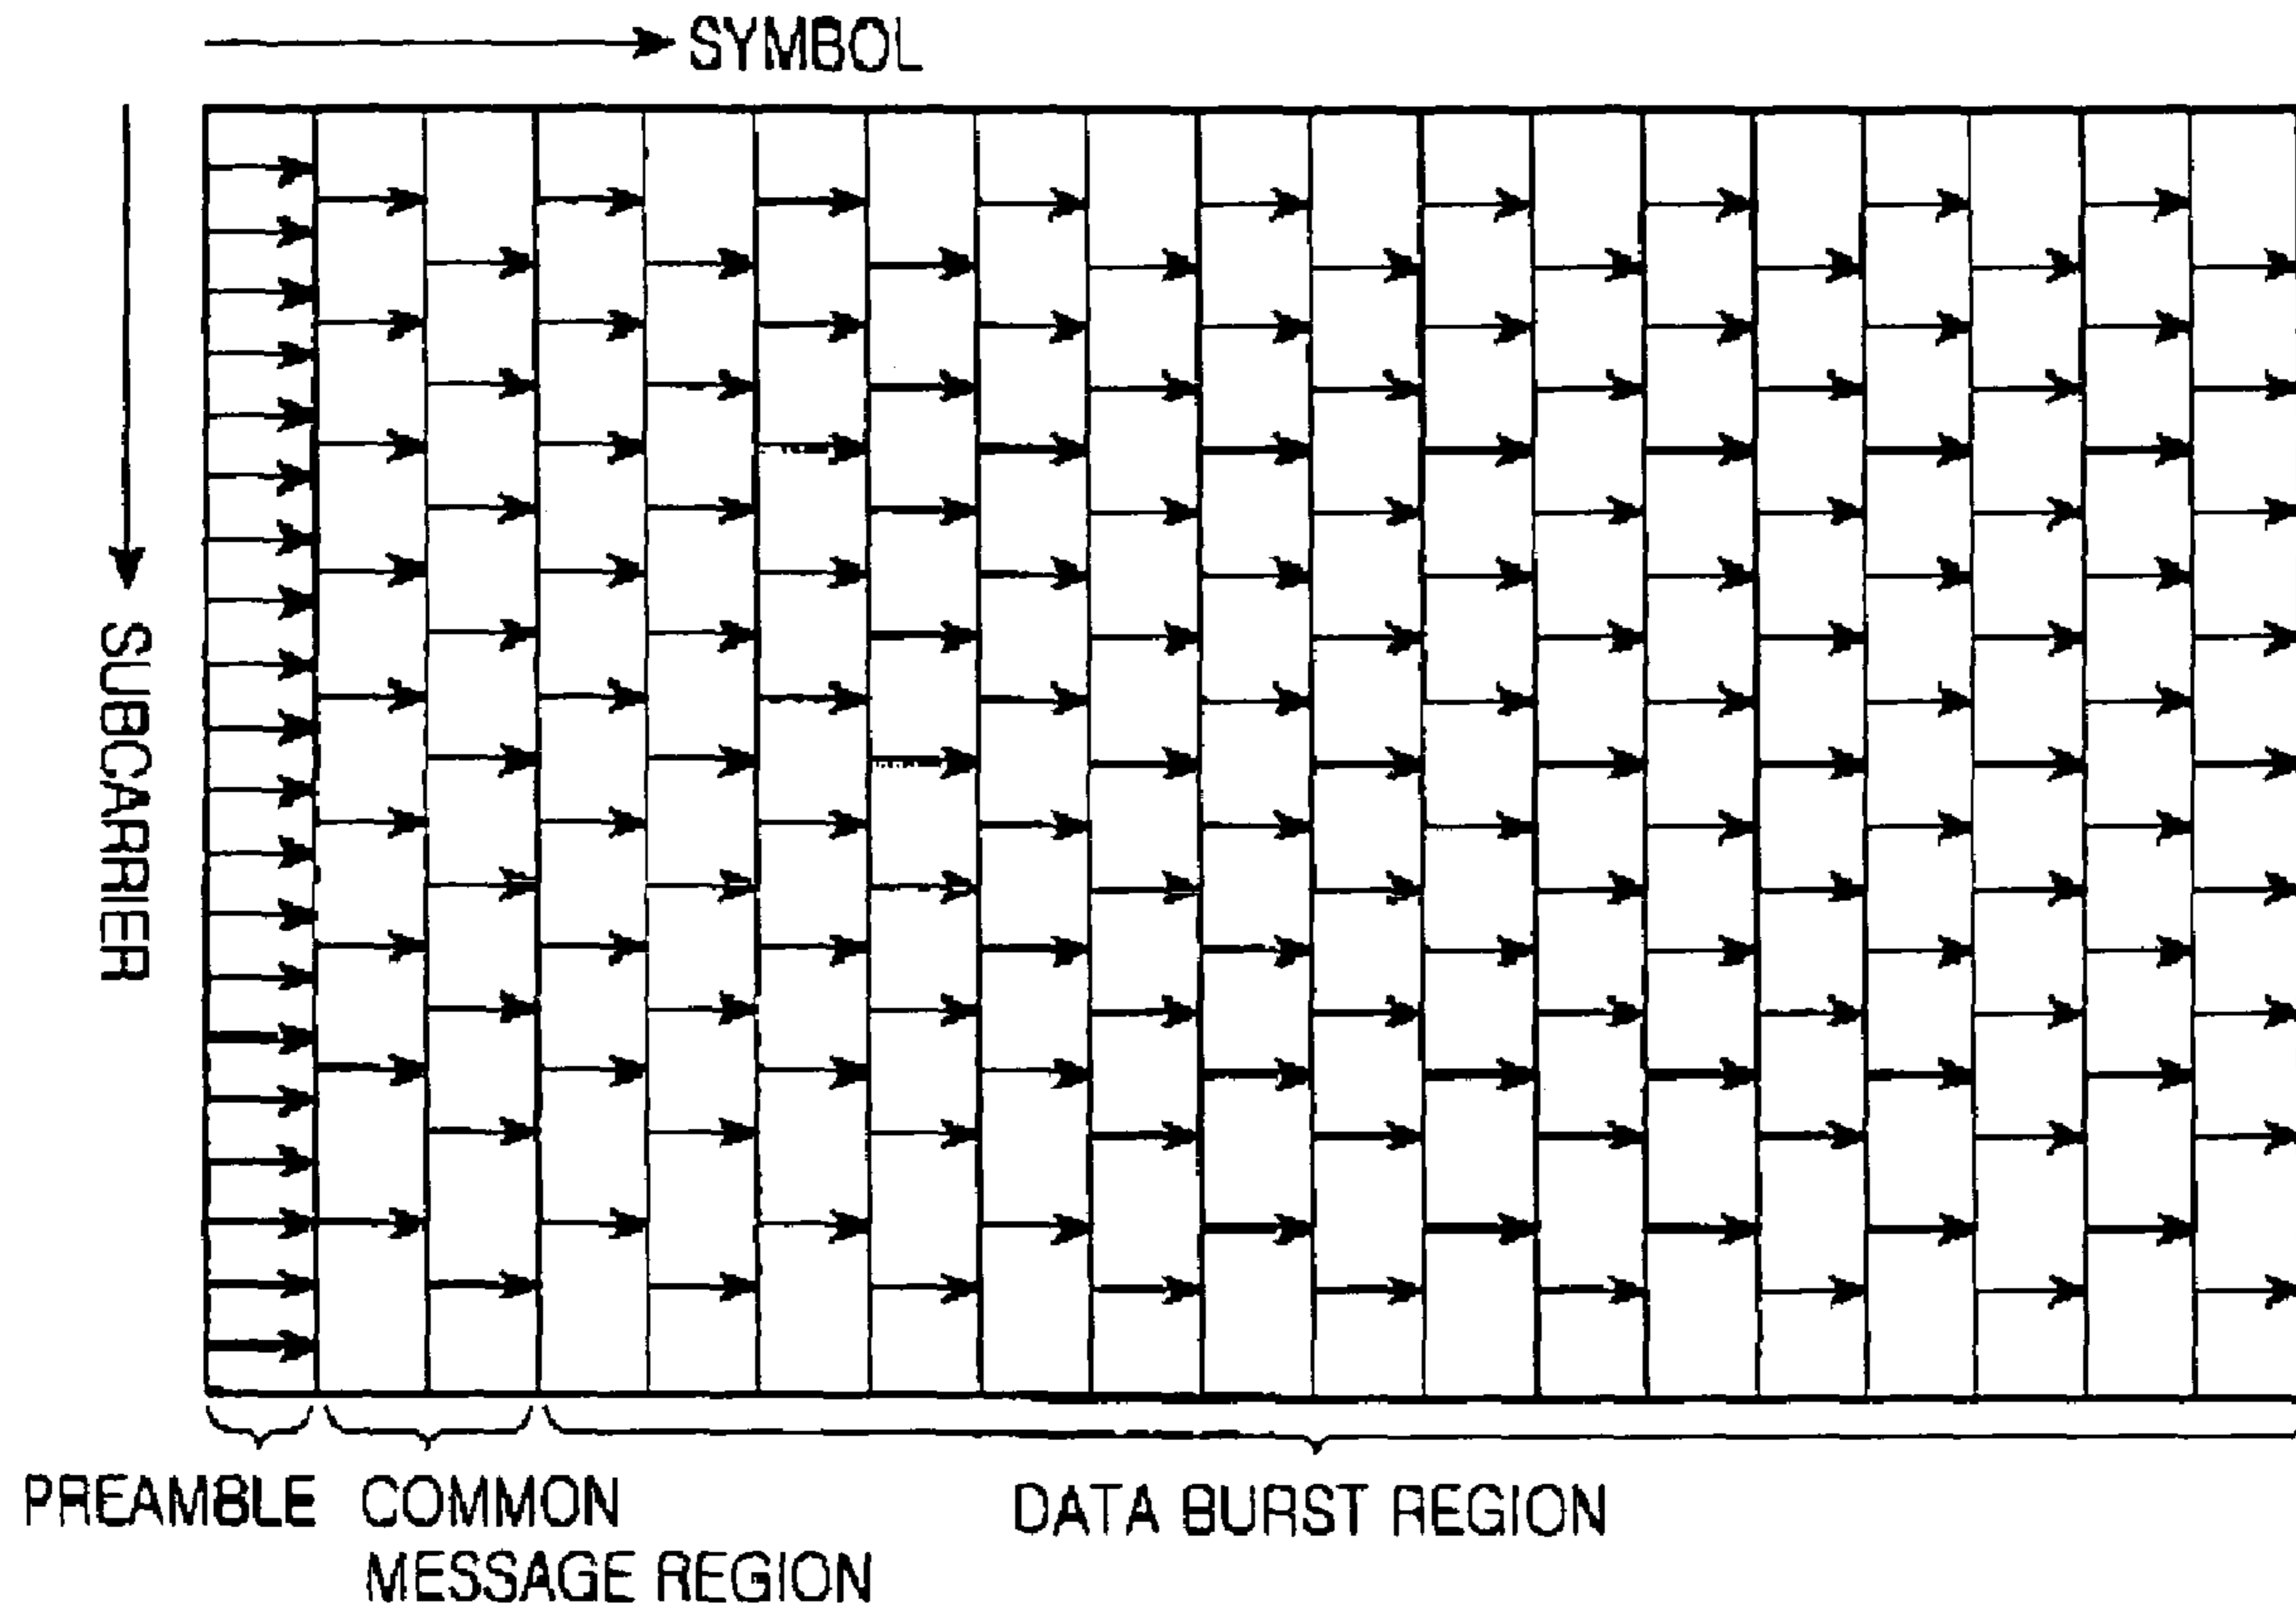 SYMBOL
SUBCARRIER
PREAMBLE
COMMON
MESSAGE REGION
DATA BURST REGION